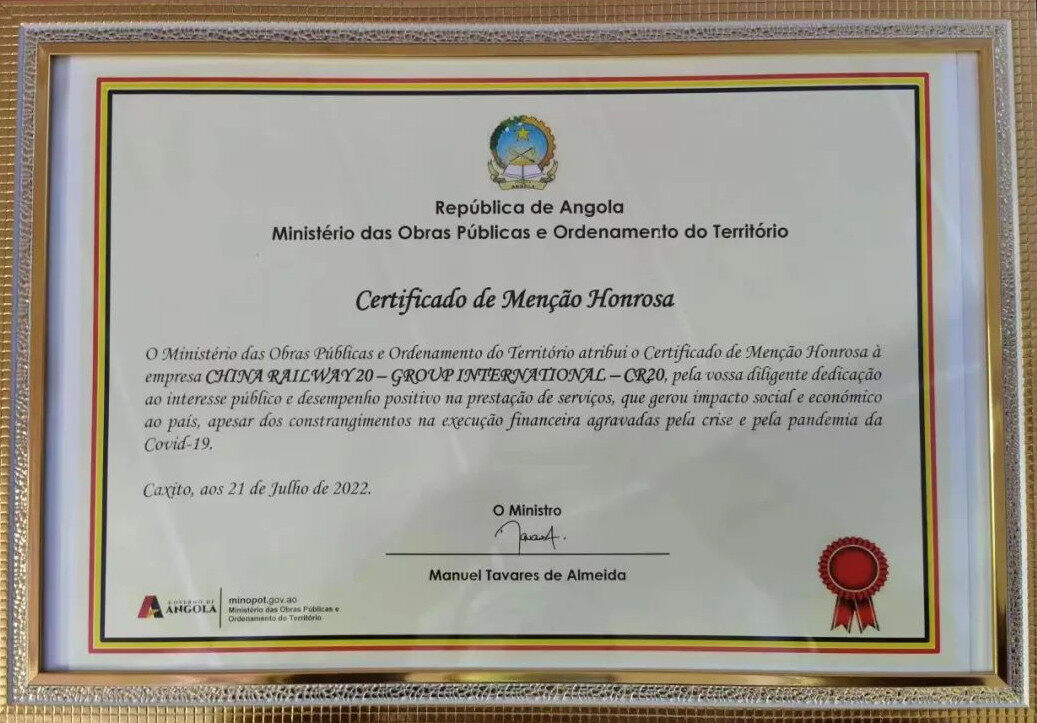 ANGOLA
República de Angola
Ministério das Obras Públicas e Ordenamento do Território
Certificado de Menção Honrosa
O Ministério das Obras Públicas e Ordenamento do Território atribui o Certificado de Menção Honrosa à
empresa CHINA RAILWAY 20 – GROUP INTERNATIONAL – CR20, pela vossa diligente dedicação
ao interesse público e desempenho positivo na prestação de serviços, que gerou impacto social e económico
ao país, apesar dos constrangimentos na execução financeira agravadas pela crise e pela pandemia da
Covid-19.
Caxito, aos 21 de Julho de 2022.
O Ministro
Manuel Tavares de Almeida
GOVERNO DE
ANGOLA
minopot.gov.ao
Ministério das Obras Públicas e
Ordenamento do Território